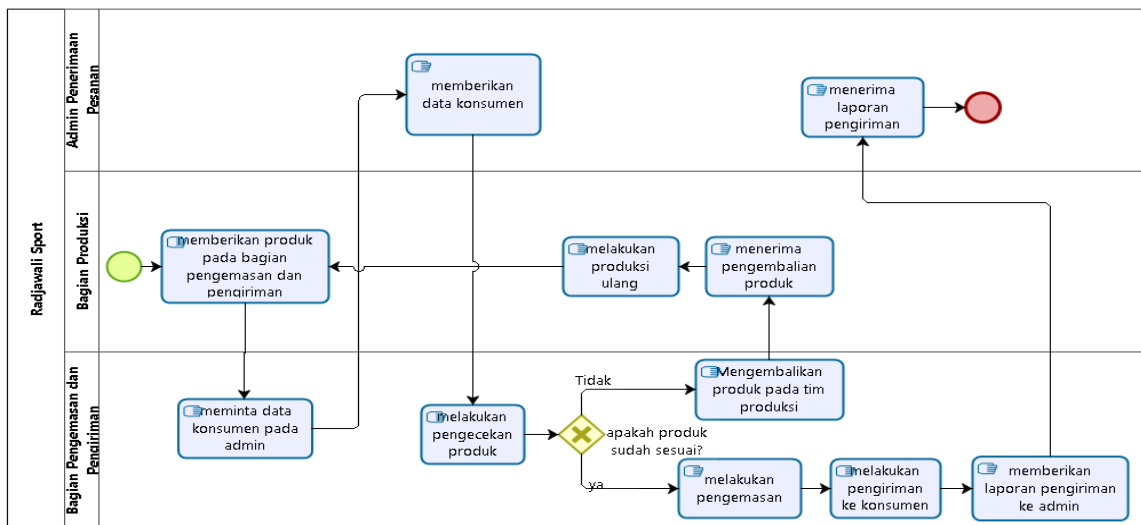 Radjawali Sport
Admin Penerimaan
Pesanan
memberikan
data konsumen
menerima
laporan
pengiriman
Bagian Produksi
memberikan produk
pada bagian
pengemasan dan
pengiriman
melakukan
produksi
ulang
menerima
pengembalian
produk
Bagian Pengemasan dan
Pengiriman
meminta data
konsumen pada
admin
melakukan
pengecekan
produk
Tidak
apakah produk
sudah sesuai?
ya
Mengembalikan
produk pada tim
produksi
melakukan
pengemasan
melakukan
pengiriman
ke konsumen
memberikan
laporan pengiriman
ke admin